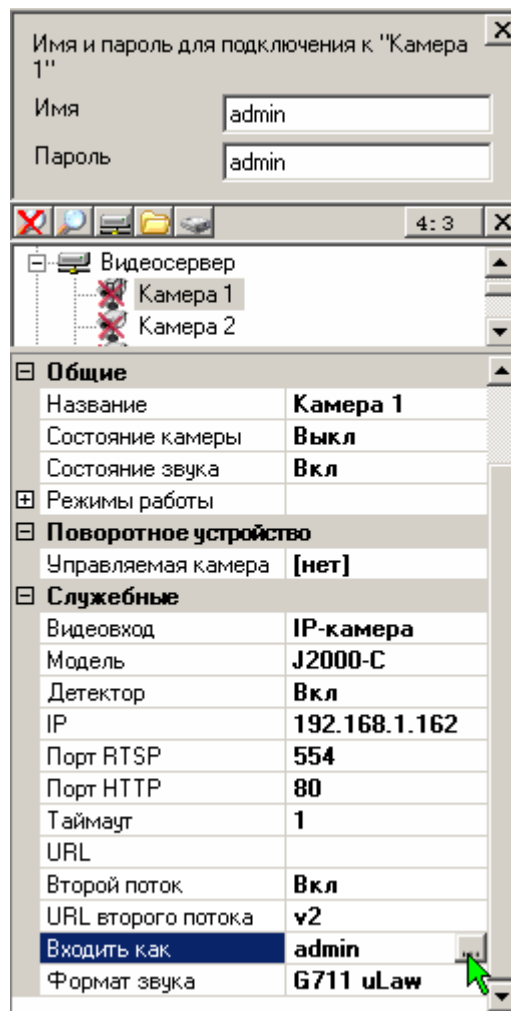 Имя и пароль для подключения к "Камера
1"
Имя admin
Пароль admin
4: 3
Видеосервер
Камера 1
Камера 2
Общие
Название Камера 1
Состояние камеры Выкл
Состояние звука Вкл
Режимы работы
Поворотное устройство
Управляемая камера [нет]
Служебные
Видеовход IP-камера
Модель J2000-C
Детектор Вкл
IP 192.168.1.162
Порт RTSP 554
Порт HTTP 80
Таймаут 1
URL
Второй поток Вкл
URL второго потока v2
Входить как admin ...
Формат звука G711 uLaw